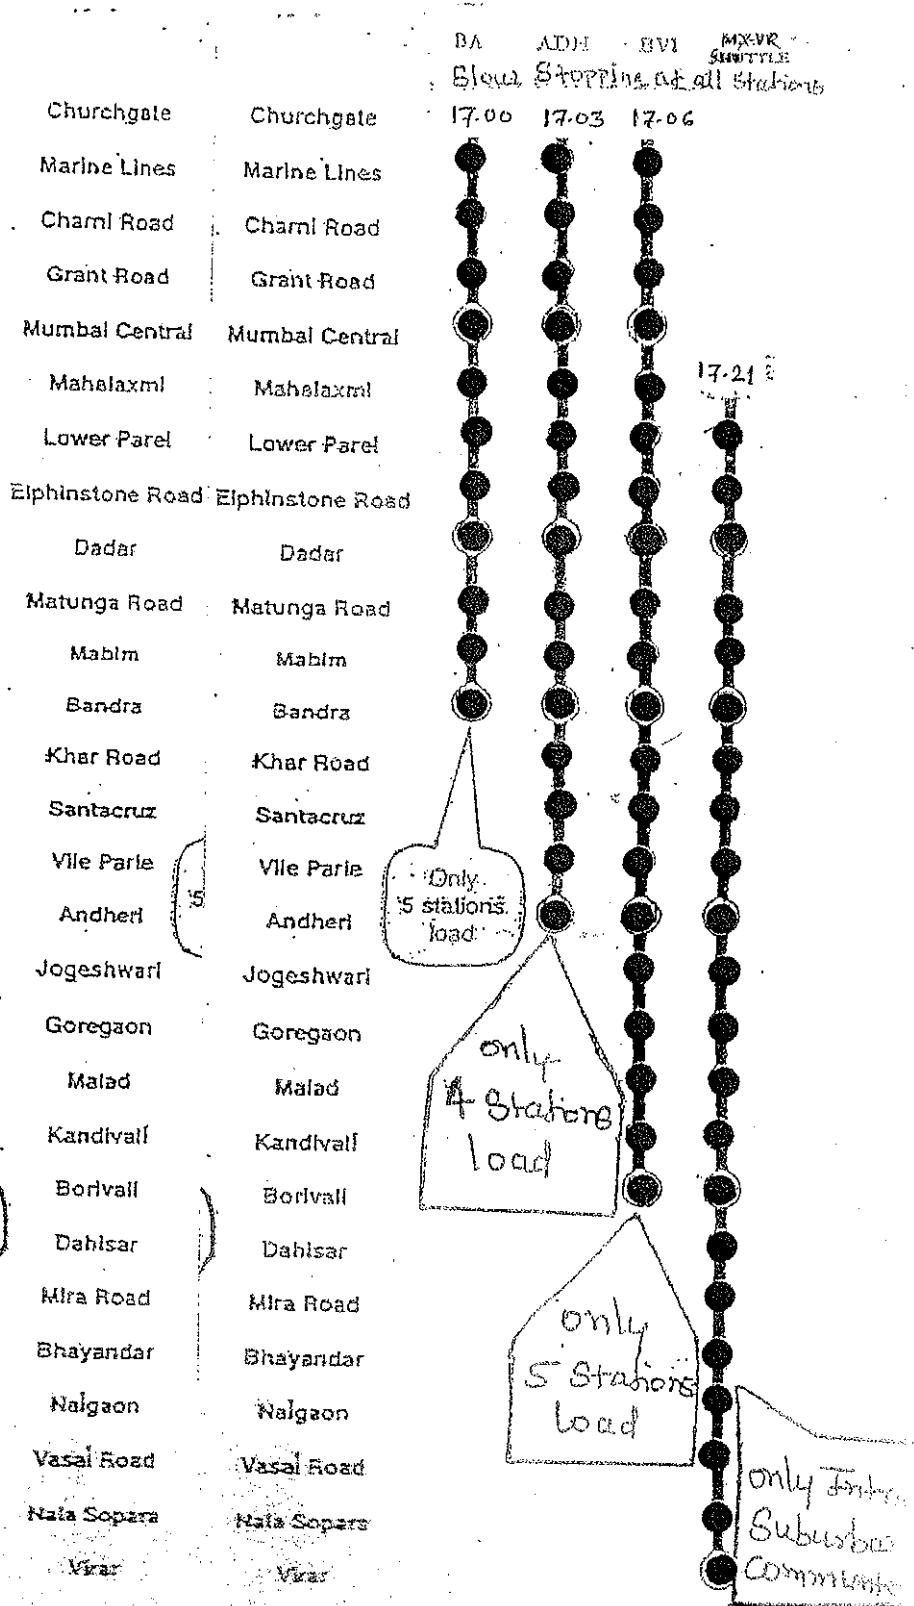 BA ADH BVI MX-VR
SHUTTLE
Slows Stopping at all Stations
Churchgate Churchgate 17.00 17.03 17.06
Marine Lines Marine Lines
Charni Road Charni Road
Grant Road Grant Road
Mumbai Central Mumbai Central
Mahalaxmi Mahalaxmi 17.21
Lower Parel Lower Parel
Elphinstone Road Elphinstone Road
Dadar Dadar
Matunga Road Matunga Road
Mahim Mahim
Bandra Bandra
Khar Road Khar Road
Santacruz Santacruz
Vile Parle Vile Parle
Andheri Andheri
Jogeshwari Jogeshwari
Goregaon Goregaon
Malad Malad
Kandivali Kandivali
Borivali Borivali
Dahisar Dahisar
Mira Road Mira Road
Bhayandar Bhayandar
Naigaon Naigaon
Vasai Road Vasai Road
Nala Sopara Nala Sopara
Virar Virar
5
Only
5 stations
load
only
4 Stations
load
only
5 Stations
load
only
Commute